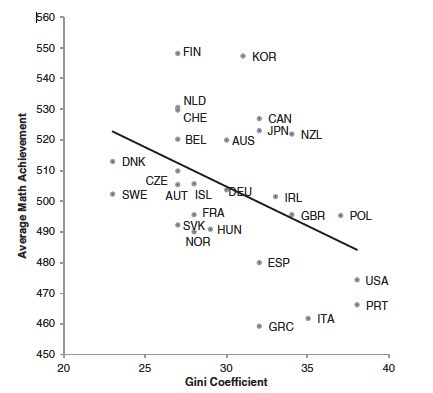 560
550
540
530
520
510
500
490
480
470
460
450
Average Math Achievement
FIN
KOR
NLD
CHE
CAN
JPN
NZL
BEL
AUS
DNK
CZE
SWE
AUT
ISL
DEU
IRL
FRA
GBR
POL
SVK
HUN
NOR
ESP
USA
PRT
ITA
GRC
20
25
30
35
40
Gini Coefficient